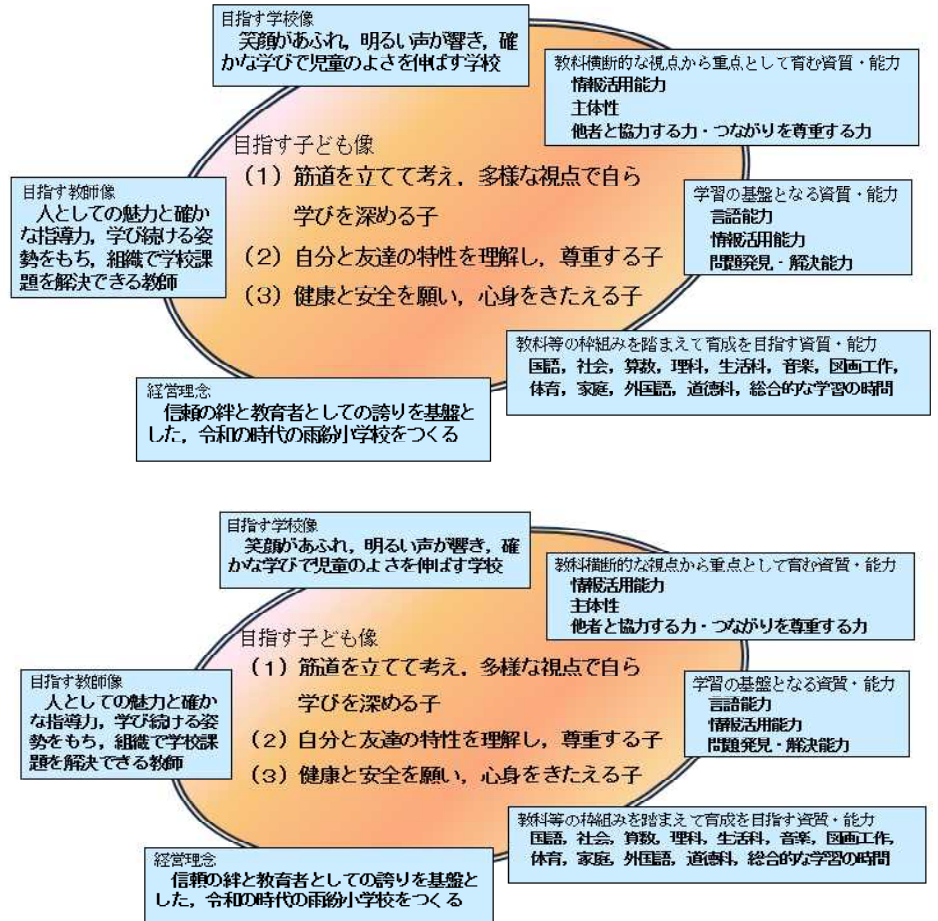 目指す学校像
笑顔があふれ，明るい声が響き，確
かな学びで児童のよさを伸ばす学校
教科横断的な視点から重点として育む資質・能力
情報活用能力
主体性
他者と協力する力・つながりを尊重する力
目指す子ども像
（1）筋道を立てて考え，多様な視点で自ら
学びを深める子
（2）自分と友達の特性を理解し，尊重する子
（3）健康と安全を願い，心身をきたえる子
目指す教師像
人としての魅力と確か
な指導力，学び続ける姿
勢をもち，組織で学校課
題を解決できる教師
学習の基盤となる資質・能力
言語能力
情報活用能力
問題発見・解決能力
教科等の枠組みを踏まえて育成を目指す資質・能力
国語，社会，算数，理科，生活科，音楽，図画工作，
体育，家庭，外国語，道徳科，総合的な学習の時間
経営理念
信頼の絆と教育者としての誇りを基盤と
した，令和の時代の雨紛小学校をつくる
目指す学校像
笑顔があふれ，明るい声が響き，確
かな学びで児童のよさを伸ばす学校
教科横断的な視点から重点として育む資質・能力
情報活用能力
主体性
他者と協力する力・つながりを尊重する力
目指す子ども像
（1）筋道を立てて考え，多様な視点で自ら
学びを深める子
（2）自分と友達の特性を理解し，尊重する子
（3）健康と安全を願い，心身をきたえる子
目指す教師像
人としての魅力と確か
な指導力，学び続ける姿
勢をもち，組織で学校課
題を解決できる教師
学習の基盤となる資質・能力
言語能力
情報活用能力
問題発見・解決能力
教科等の枠組みを踏まえて育成を目指す資質・能力
国語，社会，算数，理科，生活科，音楽，図画工作，
体育，家庭，外国語，道徳科，総合的な学習の時間
経営理念
信頼の絆と教育者としての誇りを基盤と
した，令和の時代の雨紛小学校をつくる